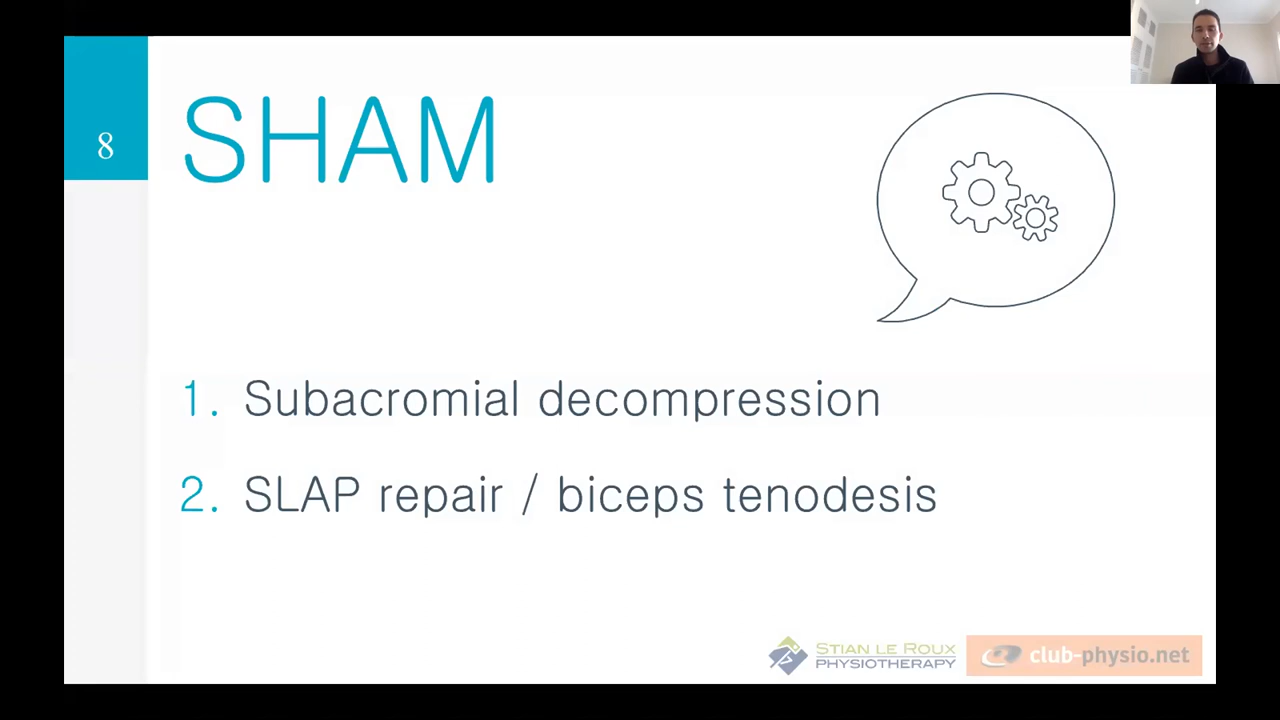 8
SHAM
1. Subacromial decompression
2. SLAP repair / biceps tenodesis
STIAN LE ROUX
PHYSIOTHERAPY
club-physio.net